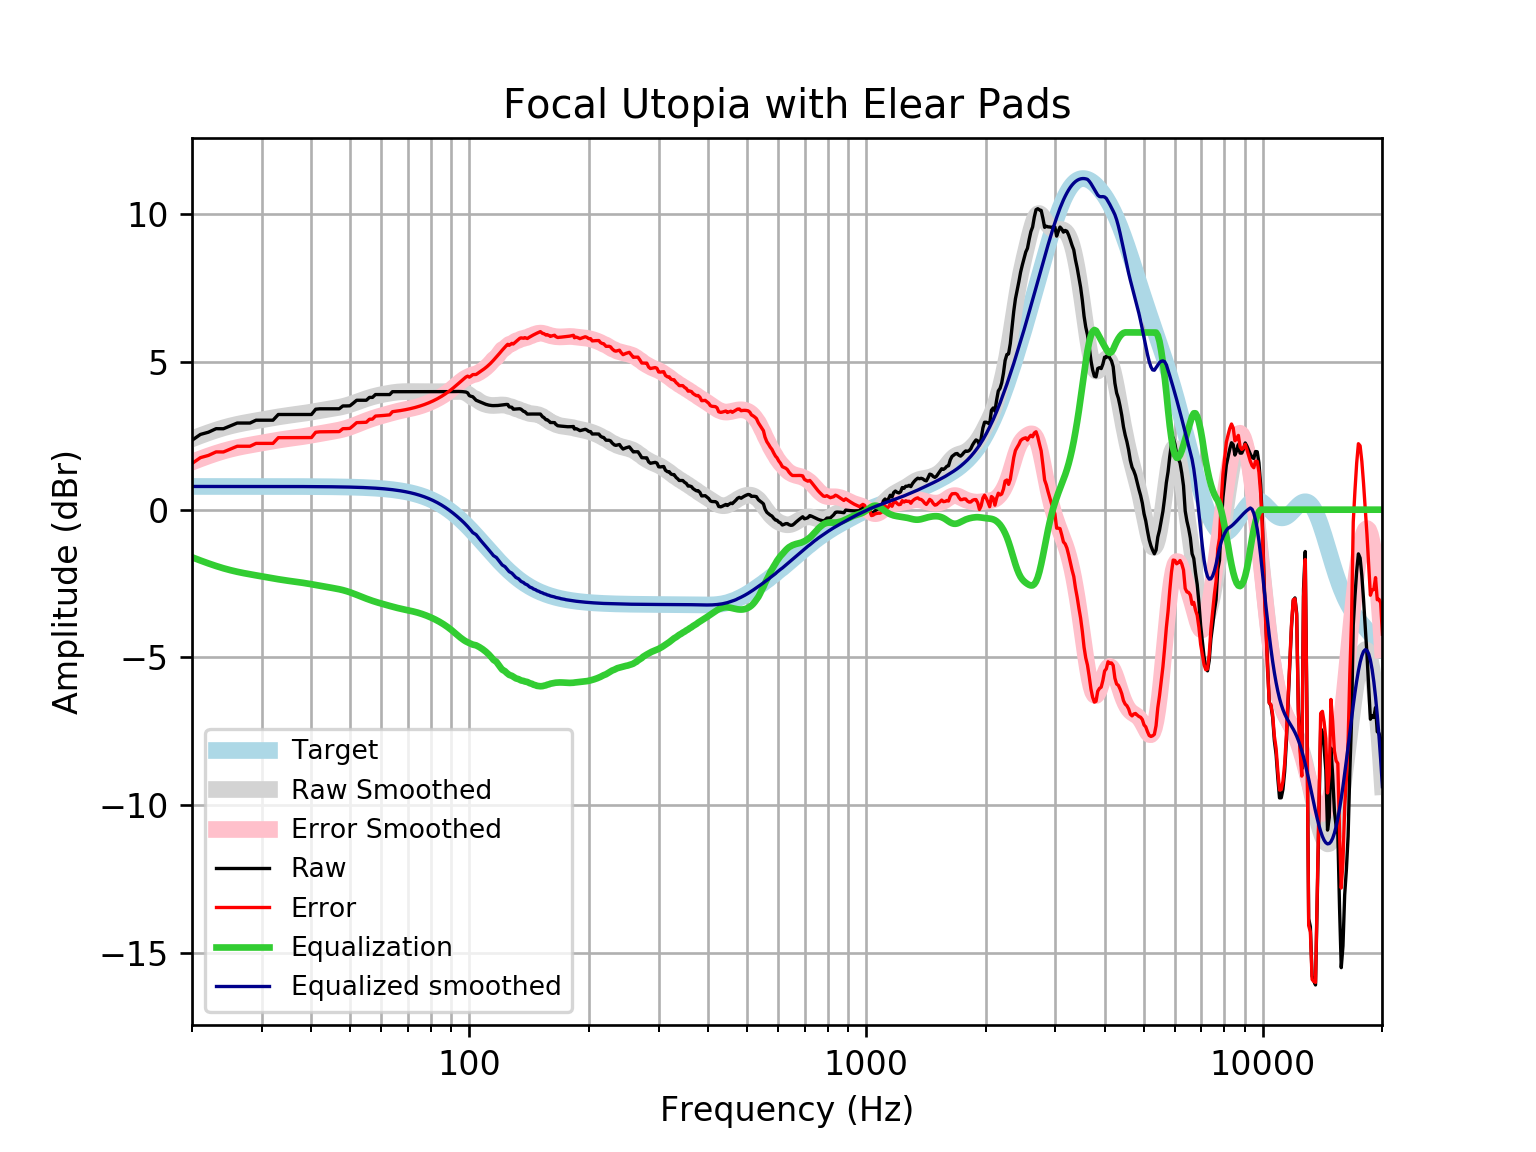 Focal Utopia with Elear Pads
Amplitude (dBr)
10
5
0
−5
−10
−15
Target
Raw Smoothed
Error Smoothed
Raw
Error
Equalization
Equalized smoothed
100
1000
10000
Frequency (Hz)